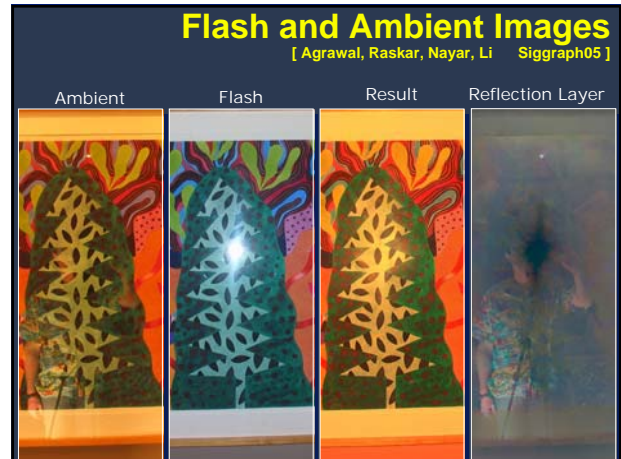 Flash and Ambient Images
[ Agrawal, Raskar, Nayar, Li Siggraph05 ]
Ambient Flash Result Reflection Layer